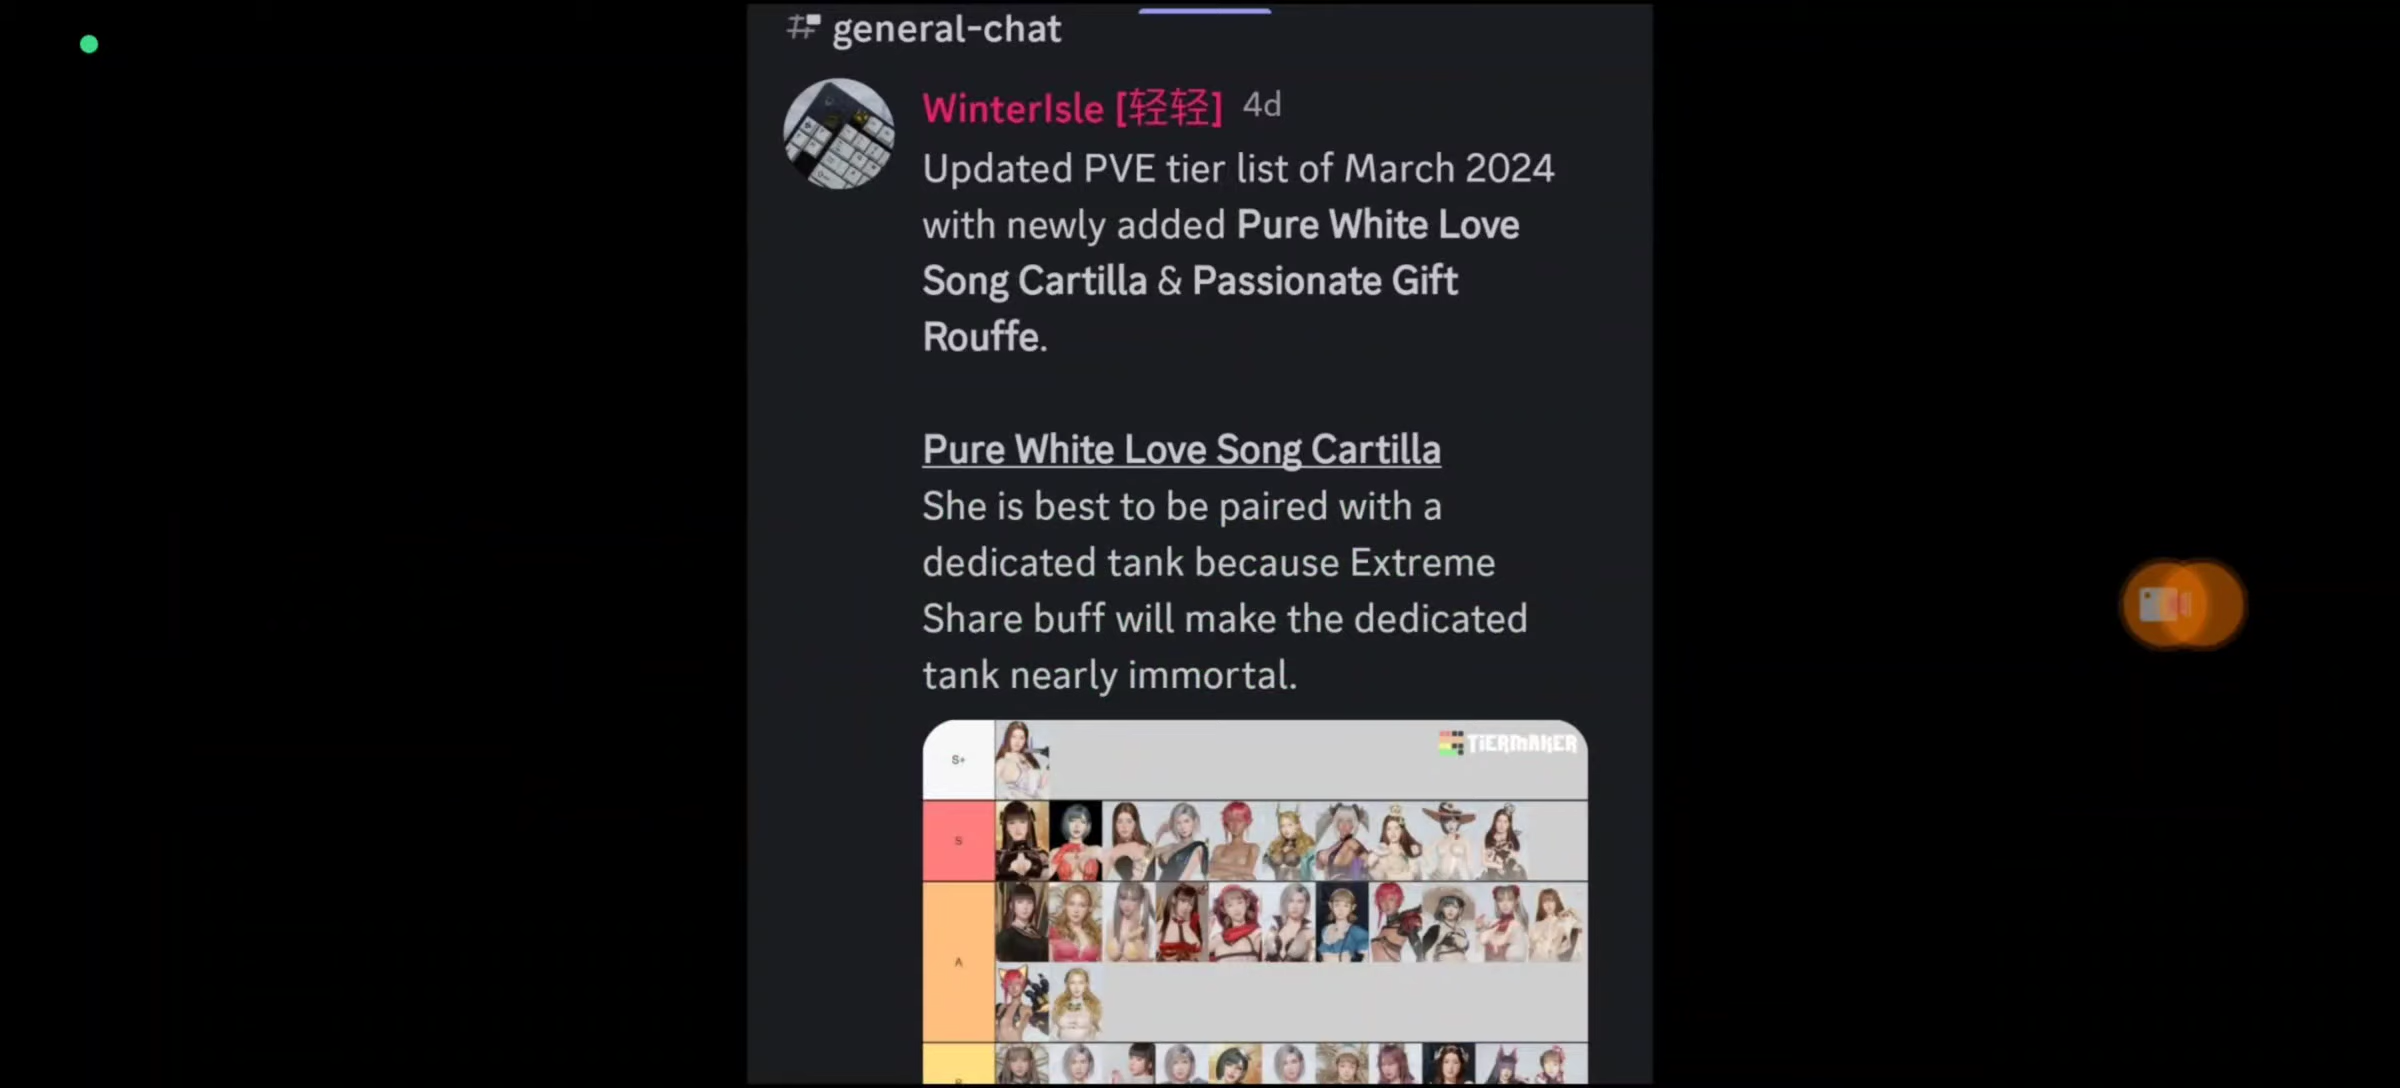 general-chat
WinterIsle [轻轻] 4d
Updated PVE tier list of March 2024
with newly added Pure White Love
Song Cartilla & Passionate Gift
Rouffe.
Pure White Love Song Cartilla
She is best to be paired with a
dedicated tank because Extreme
Share buff will make the dedicated
tank nearly immortal.
S+
TIERMAKER
S
A